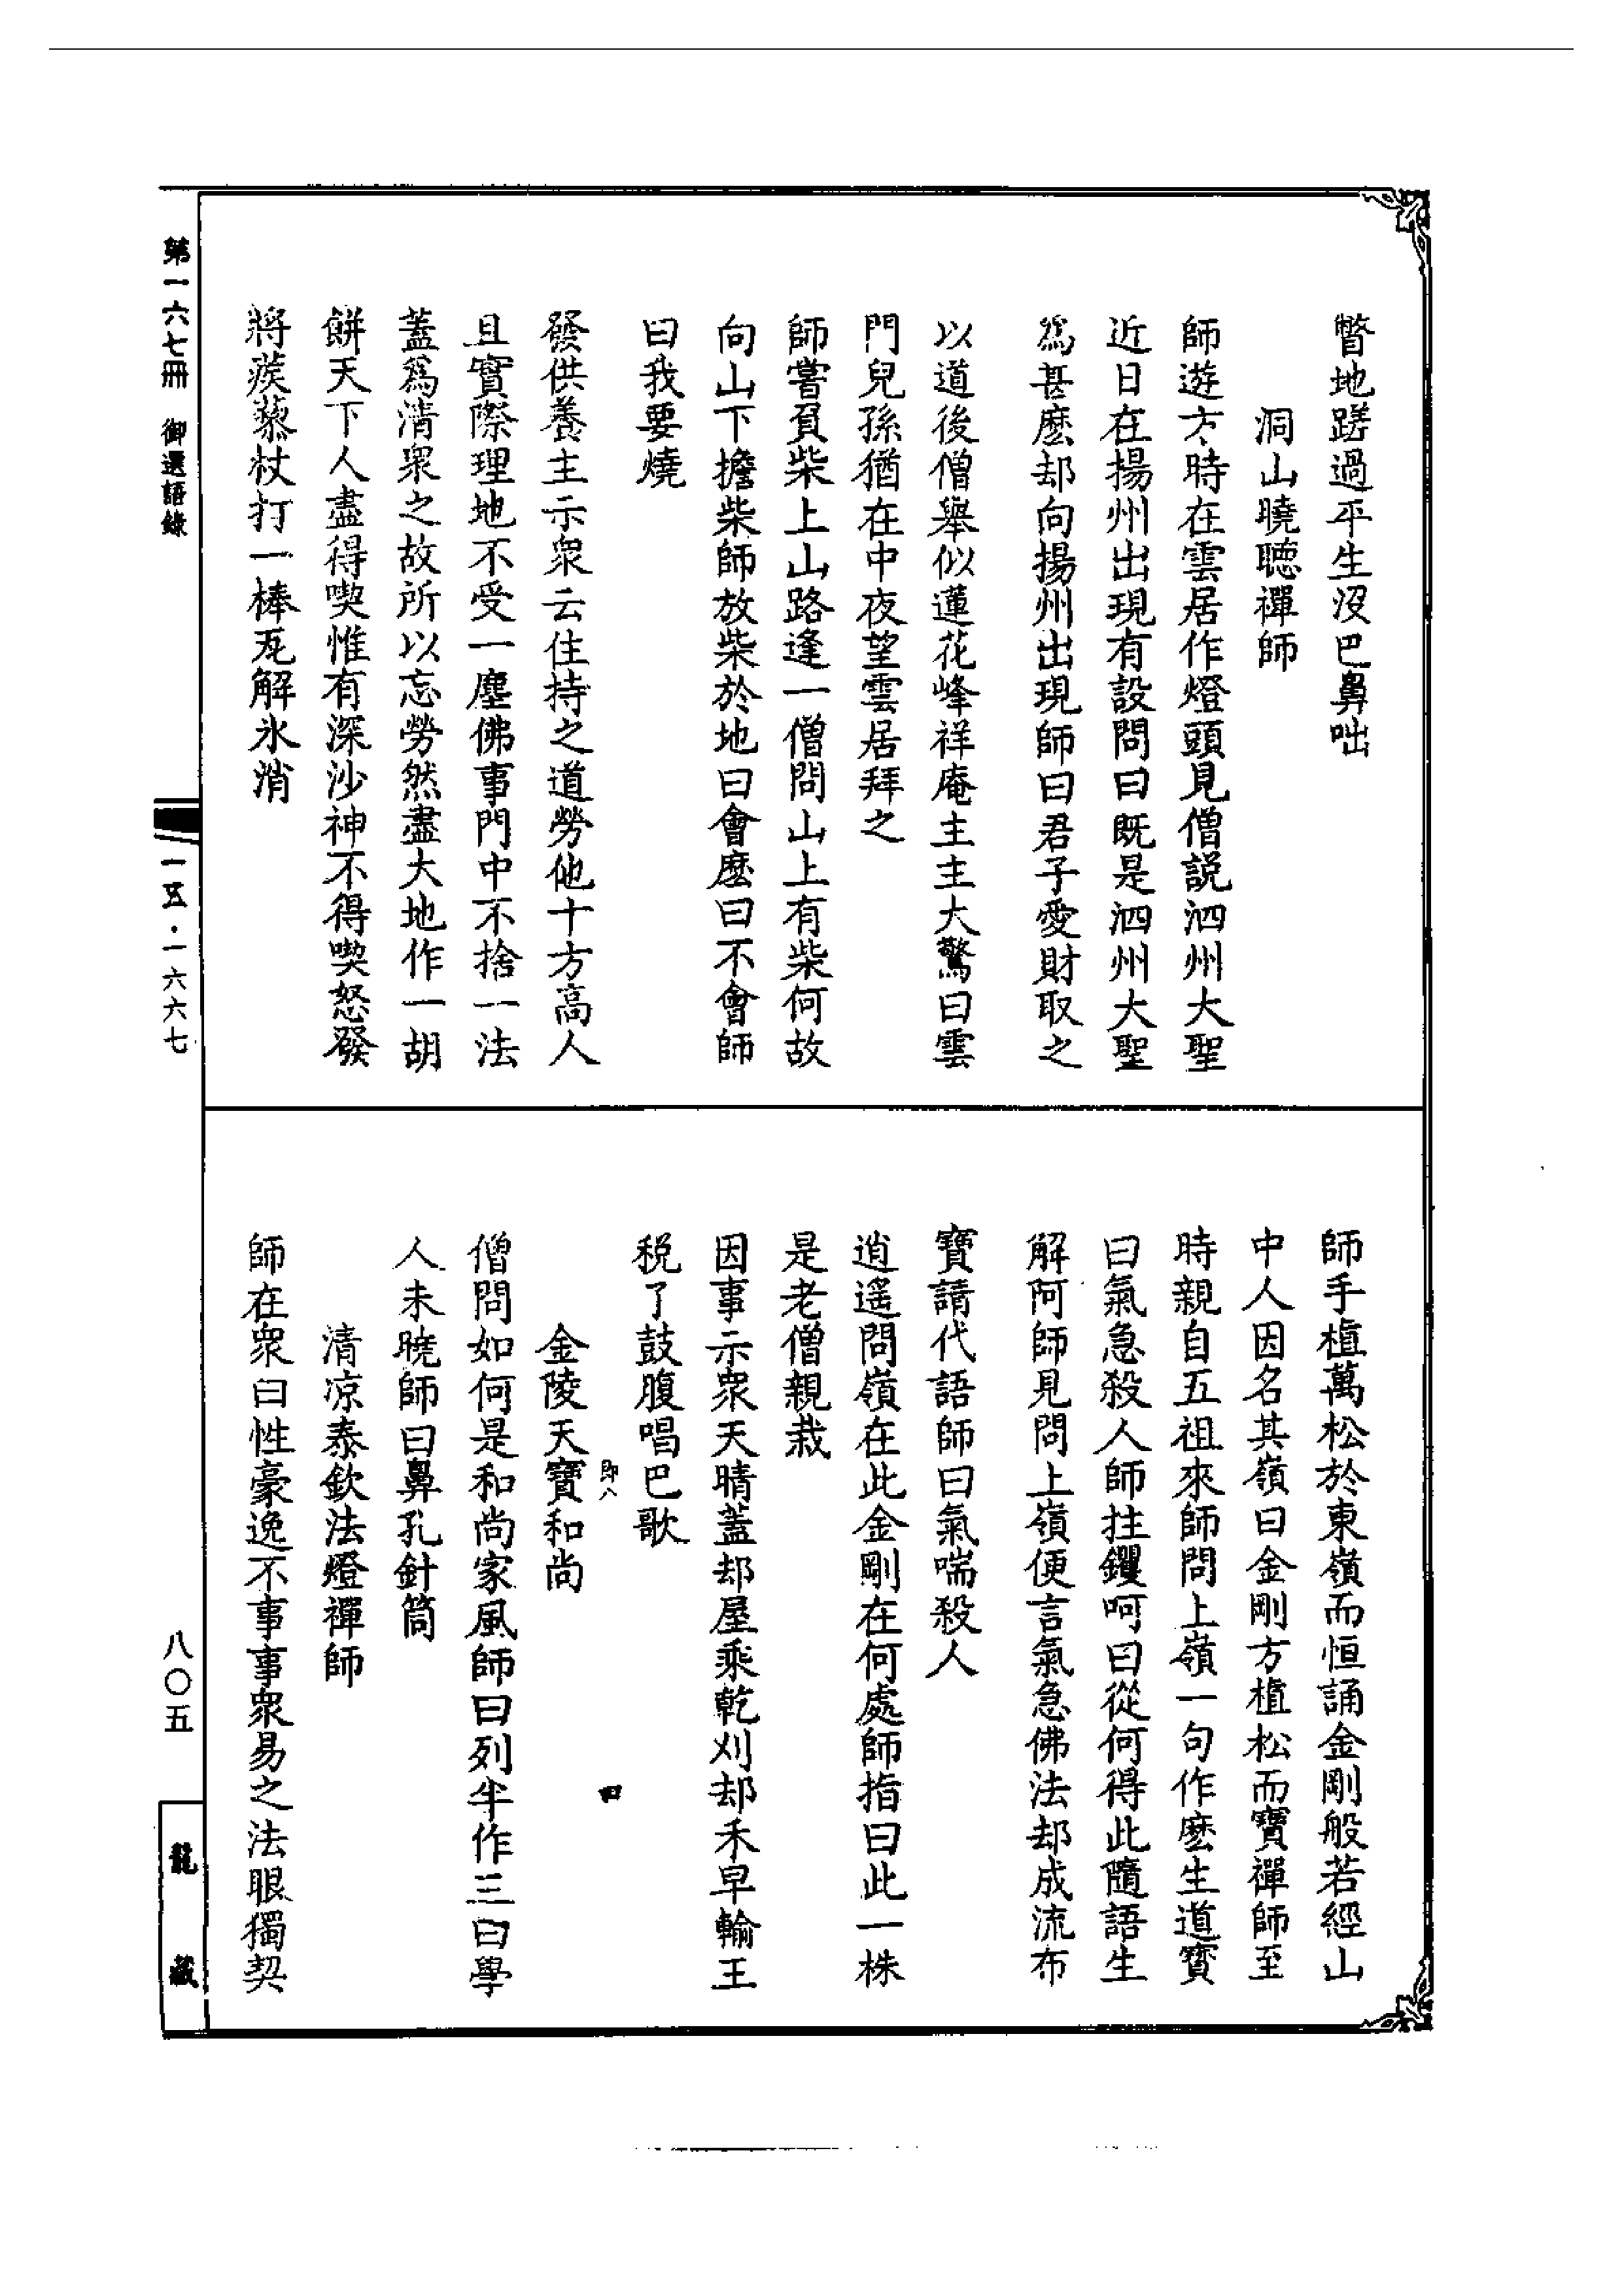 瞥地蹉過平生沒巴鼻咄
洞山曉聰禪師
師遊方時在雲居作燈頭見僧説泗州大聖
近日在揚州出現有設問曰既是泗州大聖
爲甚麽却向揚州出現師曰君子愛財取之
以道後僧舉似蓮花峰祥庵主主大驚曰雲
門兒孫猶在中夜望雲居拜之
師嘗負柴上山路逢一僧問山上有柴何故
向山下擔柴師放柴於地曰會麽曰不會師
曰我要燒
發供養主示衆云住持之道勞他十方高人
且實際理地不受一塵佛事門中不捨一法
蓋爲清衆之故所以忘勞然盡大地作一胡
餅天下人盡得喫惟有深沙神不得喫怒發
將蒺藜杖打一棒瓦解氷消
師手植萬松於東嶺而恒誦金剛般若經山
中人因名其嶺曰金剛方植松而寶禪師至
時親自五祖來師問上嶺一句作麽生道寶
曰氣急殺人師拄钁呵曰從何得此隨語生
解阿師見問上嶺便言氣急佛法却成流布
寶請代語師曰氣喘殺人
逍遥問嶺在此金剛在何處師指曰此一株
是老僧親栽
因事示衆天晴蓋却屋乘乾刈却禾早輸王
税了鼓腹唱巴歌
即八
四
金陵天寶和尚
僧問如何是和尚家風師曰列半作三曰學
人未曉師曰鼻孔針筒
清凉泰欽法燈禪師
師在衆曰性豪逸不事事衆易之法眼獨契
第一六七冊　御選語錄
一五·一六六七
八〇五
龍藏